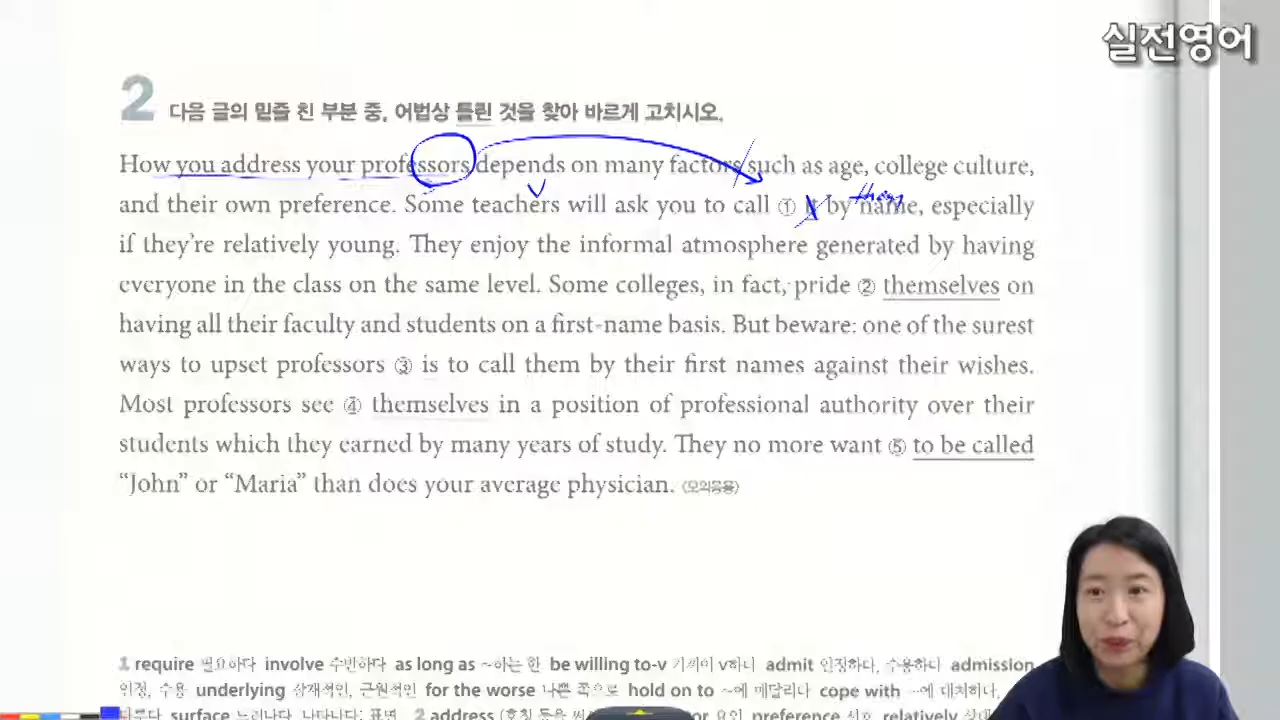 실전영어
2 다음 글의 밑줄 친 부분 중, 어법상 틀린 것을 찾아 바르게 고치시오.
How you address your professors depends on many factors such as age, college culture,
and their own preference. Some teachers will ask you to call ① it by name, especially
them
if they're relatively young. They enjoy the informal atmosphere generated by having
everyone in the class on the same level. Some colleges, in fact, pride ② themselves on
having all their faculty and students on a first-name basis. But beware: one of the surest
ways to upset professors ③ is to call them by their first names against their wishes.
Most professors see ④ themselves in a position of professional authority over their
students which they earned by many years of study. They no more want ⑤ to be called
“John” or “Maria” than does your average physician. 〈모의응용〉
1 require 필요하다 involve 수반하다 as long as ~하는 한 be willing to-v 기꺼이 v하다 admit 인정하다, 수용하다 admission
인정, 수용 underlying 잠재적인, 근원적인 for the worse 나쁜 쪽으로 hold on to ~에 매달리다 cope with ~에 대처하다,
surface 표면 2 address preference relatively